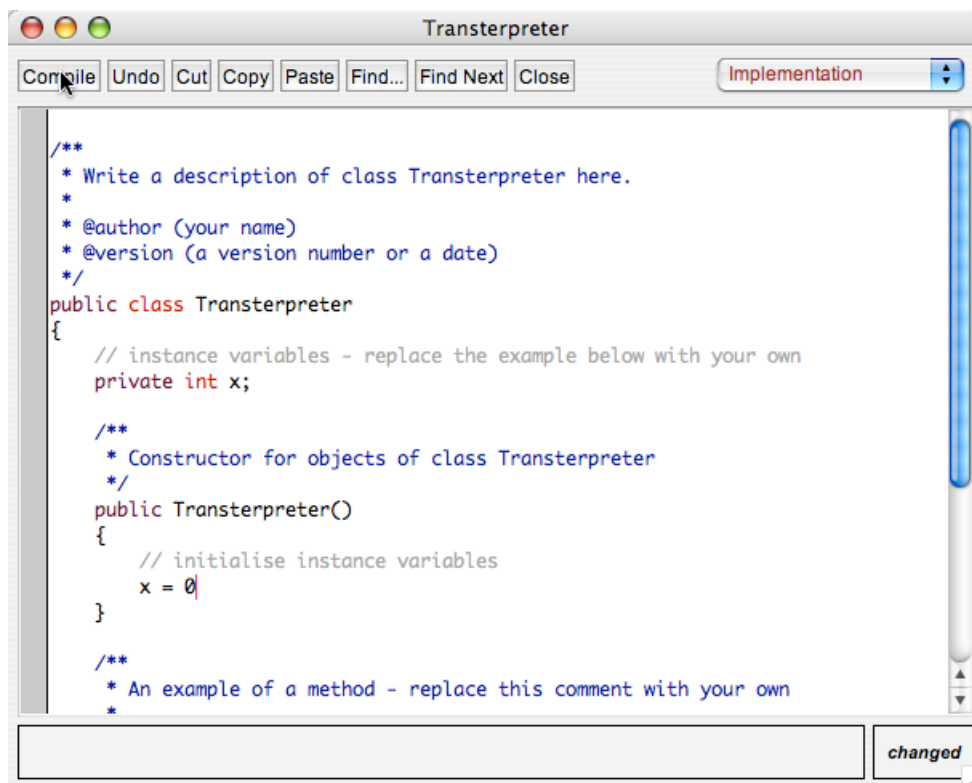 Transterpreter
Compile Undo Cut Copy Paste Find... Find Next Close Implementation
/**
 * Write a description of class Transterpreter here.
 *
 * @author (your name)
 * @version (a version number or a date)
 */
public class Transterpreter
{
    // instance variables - replace the example below with your own
    private int x;
    /**
     * Constructor for objects of class Transterpreter
     */
    public Transterpreter()
    {
        // initialise instance variables
        x = 0
    }
    /**
     * An example of a method - replace this comment with your own
     *
changed